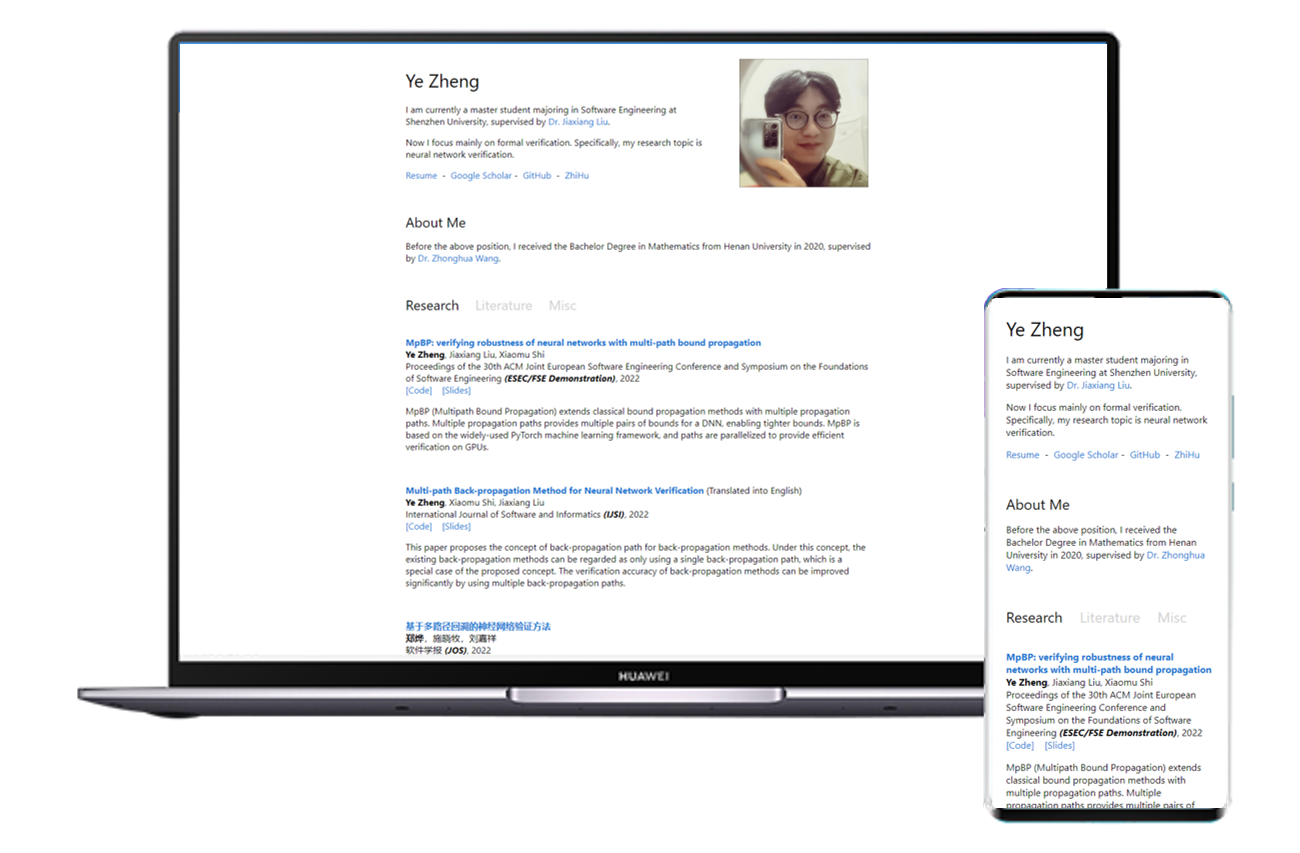 Ye Zheng
I am currently a master student majoring in Software Engineering at
Shenzhen University, supervised by Dr. Jiaxiang Liu.
Now I focus mainly on formal verification. Specifically, my research topic is
neural network verification.
Resume - Google Scholar - GitHub - ZhiHu
About Me
Before the above position, I received the Bachelor Degree in Mathematics from Henan University in 2020, supervised
by Dr. Zhonghua Wang.
Research Literature Misc
MpBP: verifying robustness of neural networks with multi-path bound propagation
Ye Zheng, Jiaxiang Liu, Xiaomu Shi
Proceedings of the 30th ACM Joint European Software Engineering Conference and Symposium on the Foundations
of Software Engineering (ESEC/FSE Demonstration), 2022
[Code] [Slides]
MpBP (Multipath Bound Propagation) extends classical bound propagation methods with multiple propagation
paths. Multiple propagation paths provides multiple pairs of bounds for a DNN, enabling tighter bounds. MpBP is
based on the widely-used PyTorch machine learning framework, and paths are parallelized to provide efficient
verification on GPUs.
Multi-path Back-propagation Method for Neural Network Verification (Translated into English)
Ye Zheng, Xiaomu Shi, Jiaxiang Liu
International Journal of Software and Informatics (IJSI), 2022
[Code] [Slides]
This paper proposes the concept of back-propagation path for back-propagation methods. Under this concept, the
existing back-propagation methods can be regarded as only using a single back-propagation path, which is a
special case of the proposed concept. The verification accuracy of back-propagation methods can be improved
significantly by using multiple back-propagation paths.
基于多路径回溯的神经网络验证方法
郑烨，施晓牧，刘嘉祥
软件学报 (JOS), 2022
HUAWEI
Ye Zheng
I am currently a master student majoring in
Software Engineering at Shenzhen University,
supervised by Dr. Jiaxiang Liu.
Now I focus mainly on formal verification.
Specifically, my research topic is neural network
verification.
Resume - Google Scholar - GitHub - ZhiHu
About Me
Before the above position, I received the
Bachelor Degree in Mathematics from Henan
University in 2020, supervised by Dr. Zhonghua
Wang.
Research Literature Misc
MpBP: verifying robustness of neural
networks with multi-path bound propagation
Ye Zheng, Jiaxiang Liu, Xiaomu Shi
Proceedings of the 30th ACM Joint European
Software Engineering Conference and
Symposium on the Foundations of Software
Engineering (ESEC/FSE Demonstration), 2022
[Code] [Slides]
MpBP (Multipath Bound Propagation) extends
classical bound propagation methods with
multiple propagation paths. Multiple
propagation paths provides multiple pairs of